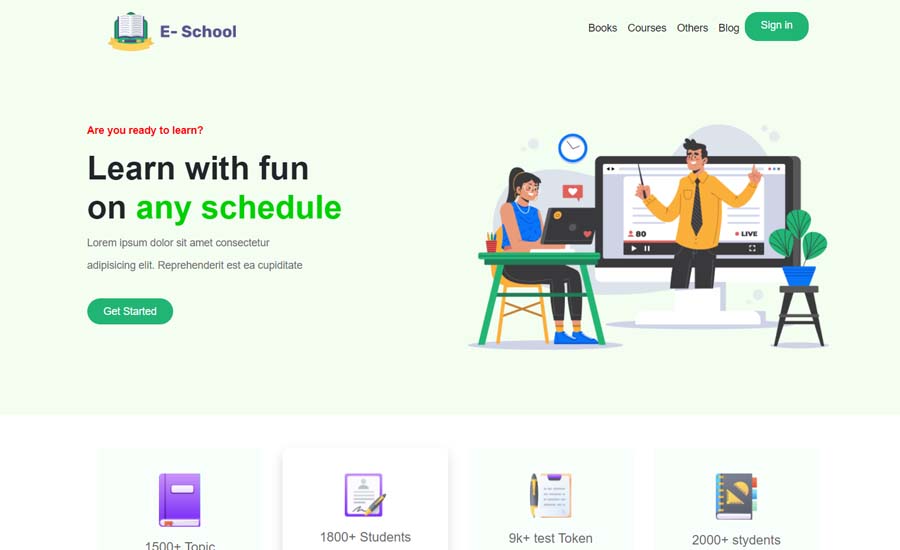 E- School
Books Courses Others Blog Sign in
Are you ready to learn?
Learn with fun
on any schedule
Lorem ipsum dolor sit amet consectetur
adipisicing elit. Reprehenderit est ea cupiditate
Get Started
80
LIVE
1500+ Topic
1800+ Students
9k+ test Token
2000+ stydents